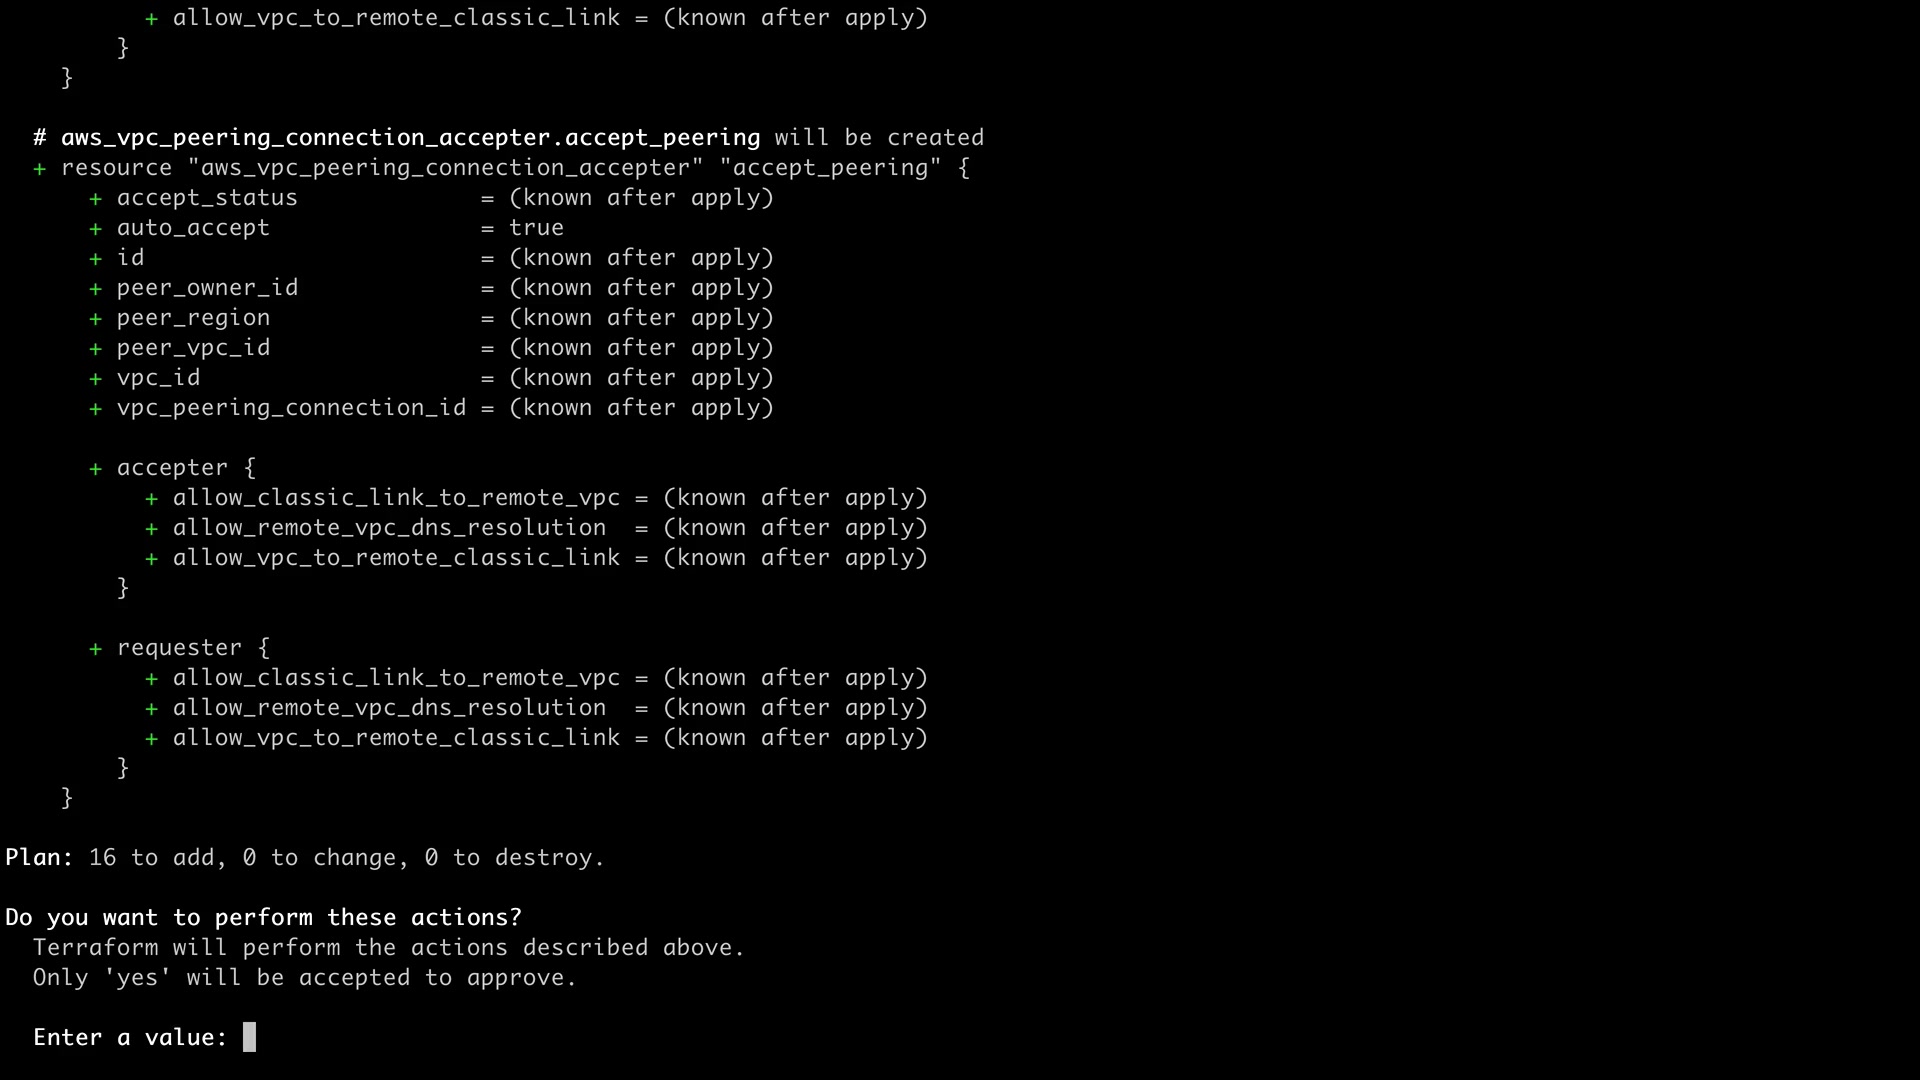 + allow_vpc_to_remote_classic_link = (known after apply)
}
}
# aws_vpc_peering_connection_accepter.accept_peering will be created
+ resource "aws_vpc_peering_connection_accepter" "accept_peering" {
+ accept_status = (known after apply)
+ auto_accept = true
+ id = (known after apply)
+ peer_owner_id = (known after apply)
+ peer_region = (known after apply)
+ peer_vpc_id = (known after apply)
+ vpc_id = (known after apply)
+ vpc_peering_connection_id = (known after apply)
+ accepter {
+ allow_classic_link_to_remote_vpc = (known after apply)
+ allow_remote_vpc_dns_resolution = (known after apply)
+ allow_vpc_to_remote_classic_link = (known after apply)
}
+ requester {
+ allow_classic_link_to_remote_vpc = (known after apply)
+ allow_remote_vpc_dns_resolution = (known after apply)
+ allow_vpc_to_remote_classic_link = (known after apply)
}
}
Plan: 16 to add, 0 to change, 0 to destroy.
Do you want to perform these actions?
Terraform will perform the actions described above.
Only 'yes' will be accepted to approve.
Enter a value: